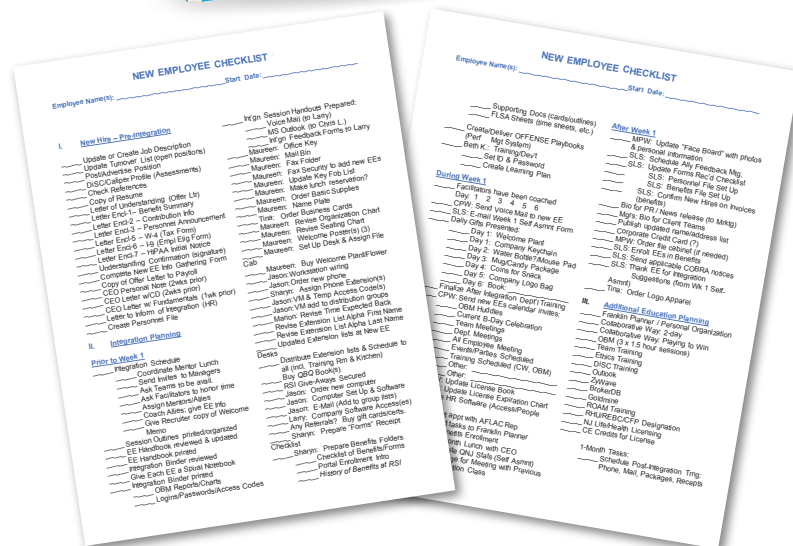 NEW EMPLOYEE CHECKLIST
Employee Name(s): Start Date:
I. New Hire – Pre-Integration
Update or Create Job Description
Update Turnover List (open positions)
Post/Advertise Position
DISC/Caliper Profile (Assessments)
Check References
Copy of Resume
Letter of Understanding (Offer Ltr)
Letter Encl-1– Benefit Summary
Letter Encl-2 – Contribution Info
Letter Encl-3 – Personnel Announcement
Letter Encl-5 – W-4 (Tax Form)
Letter Encl-6 – I-9 (Empl Elig Form)
Letter Encl-7 – HIPAA Initial Notice
Understanding Confirmation (signature)
Complete New EE Into Gathering Form
Copy of Offer Letter to Payroll
CEO Personal Note (2wks prior)
CEO Letter w/CD (2wks prior)
CEO Letter w/ Fundamentals (1wk prior)
Letter to Inform of Integration (HR)
Create Personnel File
II. Integration Planning
Prior to Week 1
Integration Schedule
Coordinate Mentor Lunch
Send Invites to Managers
Ask Teams to be avail.
Ask Facilitators to honor time
Assign Mentors/Allies
Coach Allies: give EE Info
Give Recruiter copy of Welcome
Memo
Session Outlines printed/organized
EE Handbook reviewed & updated
EE Handbook printed
Integration Binder reviewed
Give Each EE a Spiral Notebook
Integration Binder printed
OBM Reports/Charts
Logins/Passwords/Access Codes
Int'gn Session Handouts Prepared:
Voice Mail (to Larry)
MS Outlook (to Chris L.)
Int'gn Feedback Forms to Larry
Maureen: Office Key
Maureen: Mail Bin
Maureen: Fax Folder
Maureen: Fax Security to add new EEs
Maureen: Update Key Fob List
Maureen: Make lunch reservation?
Maureen: Order Basic Supplies
Maureen: Name Plate
Tina: Order Business Cards
Maureen: Revise Organization Chart
Maureen: Revise Seating Chart
Maureen: Welcome Poster(s) (3)
Maureen: Set Up Desk & Assign File
Cab
Maureen: Buy Welcome Plant/Flower
Jason: Workstation wiring
Jason: Order new phone
Sharyn: Assign Phone Extension(s)
Jason: VM & Temp Access Code(s)
Jason: VM add to distribution groups
Marion: Revise Time Expected Back
Revise Extension List Alpha First Name
Revise Extension List Alpha Last Name
Updated Extension lists at New EE
Desks
Distribute Extension lists & Schedule to
all (incl. Training Rm & Kitchen)
Buy QBQ Book(s)
RSI Give-Aways Secured
Jason: Order new computer
Jason: Computer Set Up & Software
Jason: E-Mail (Add to group lists)
Larry: Company Software Access(es)
Any Referrals? Buy gift cards/certs.
Sharyn: Prepare "Forms" Receipt
Checklist
Sharyn: Prepare Benefits Folders
Checklist of Benefits/Forms
Portal Enrollment Intro
History of Benefits at RSI
NEW EMPLOYEE CHECKLIST
Employee Name(s): Start Date:
Supporting Docs (cards/outlines)
FLSA Sheets (time sheets, etc.)
Create/Deliver OFFENSE Playbooks
(Perf Mgt System)
Beth K.: Training/Dev't
Set ID & Password
Create Learning Plan
During Week 1
Facilitators have been coached
Day: 1 2 3 4 5 6
CPW: Send Voice Mail to new EE
SLS: E-mail Week 1 Self Asmnt Form
Daily Gifts Presented:
Day 1: Welcome Plant
Day 1: Company Keychain
Day 2: Water Bottle?/Mouse Pad
Day 3: Mug/Candy Package
Day 4: Coins for Snack
Day 5: Company Logo Bag
Day 6: Book:
Finalize After Integration Dept'l Training
CPW: Send new EEs calendar invites:
OBM Huddles
Current B-Day Celebration
Team Meetings
Dept. Meetings
All Employee Meeting
Events/Parties Scheduled
Training Scheduled (CW, OBM)
Other:
Other:
Update License Book
Update License Expiration Chart
HR Software (Access/People
appt with AFLAC Rep
tasks to Franklin Planner
Enrollment
Lunch with CEO
QNJ Stats (Self Asmnt)
for Meeting with Previous
Class
After Week 1
MPW: Update "Face Board" with photos
& personal information
SLS: Schedule Ally Feedback Mtg.
SLS: Update Forms Rec'd Checklist
SLS: Personnel File Set Up
SLS: Benefits File Set Up
SLS: Confirm New Hires on Invoices
(benefits)
Bio for PR / News release (to Mrktg)
Mgrs: Bio for Client Teams
Publish updated name/address list
Corporate Credit Card (?)
MPW: Order file cabinet (if needed)
SLS: Enroll EEs in Benefits
SLS: Send applicable COBRA notices
SLS: Thank EE for Integration
Suggestions (from Wk 1 Self-
Asmnt)
Tina: Order Logo Apparel
III. Additional Education Planning
Franklin Planner / Personal Organization
Collaborative Way: 2-day
Collaborative Way: Playing to Win
OBM (3 x 1.5 hour sessions)
Team Training
Ethics Training
DISC Training
Outlook
ZyWave
BrokerDB
Goldmine
ROAM Training
RHU/REBC/CFP Designation
NJ Life/Health Licensing
CE Credits for License
1-Month Tasks:
Schedule Post-Integration Trng:
Phone, Mail, Packages, Recepts